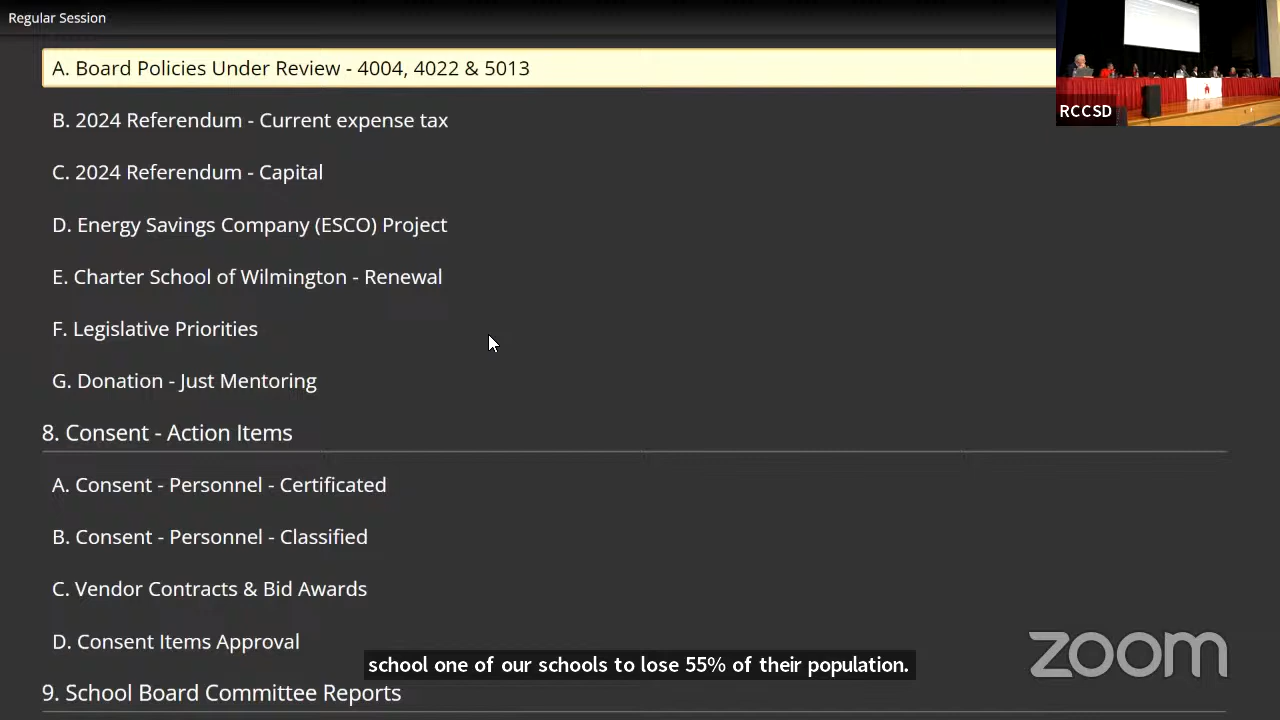 Regular Session
A. Board Policies Under Review - 4004, 4022 & 5013
RCCSD
B. 2024 Referendum - Current expense tax
C. 2024 Referendum - Capital
D. Energy Savings Company (ESCO) Project
E. Charter School of Wilmington - Renewal
F. Legislative Priorities
G. Donation - Just Mentoring
8. Consent - Action Items
A. Consent - Personnel - Certificated
B. Consent - Personnel - Classified
C. Vendor Contracts & Bid Awards
D. Consent Items Approval
zoom
school one of our schools to lose 55% of their population.
9. School Board Committee Reports